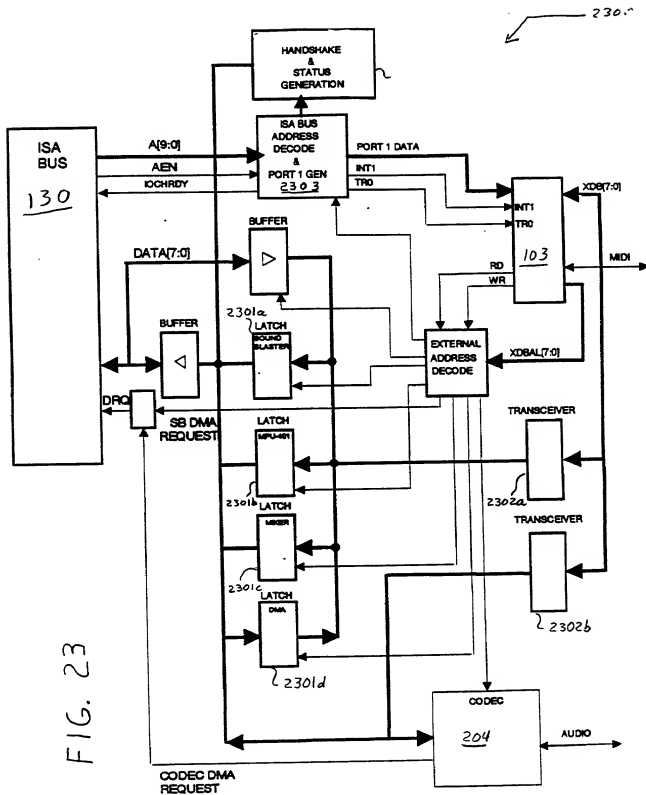 230
HANDSHAKE
&
STATUS
GENERATION
ISA
BUS
130
A[9:0]
AEN
IOCHRDY
ISA BUS
ADDRESS
DECODE
&
PORT 1 GEN
2303
PORT 1 DATA
INT1
TR0
INT1
TR0
103
XDB(7:0]
MIDI
RD
WR
XDBAL[7:0]
BUFFER
DATA[7:0]
BUFFER
2301a
LATCH
SOUND
BLASTER
EXTERNAL
ADDRESS
DECODE
DRQ
SB DMA
REQUEST
LATCH
MPU-401
2301b
TRANSCEIVER
2302a
LATCH
MIXER
2301c
TRANSCEIVER
2302b
LATCH
DMA
2301d
CODEC
204
AUDIO
CODEC DMA
REQUEST
FIG. 23